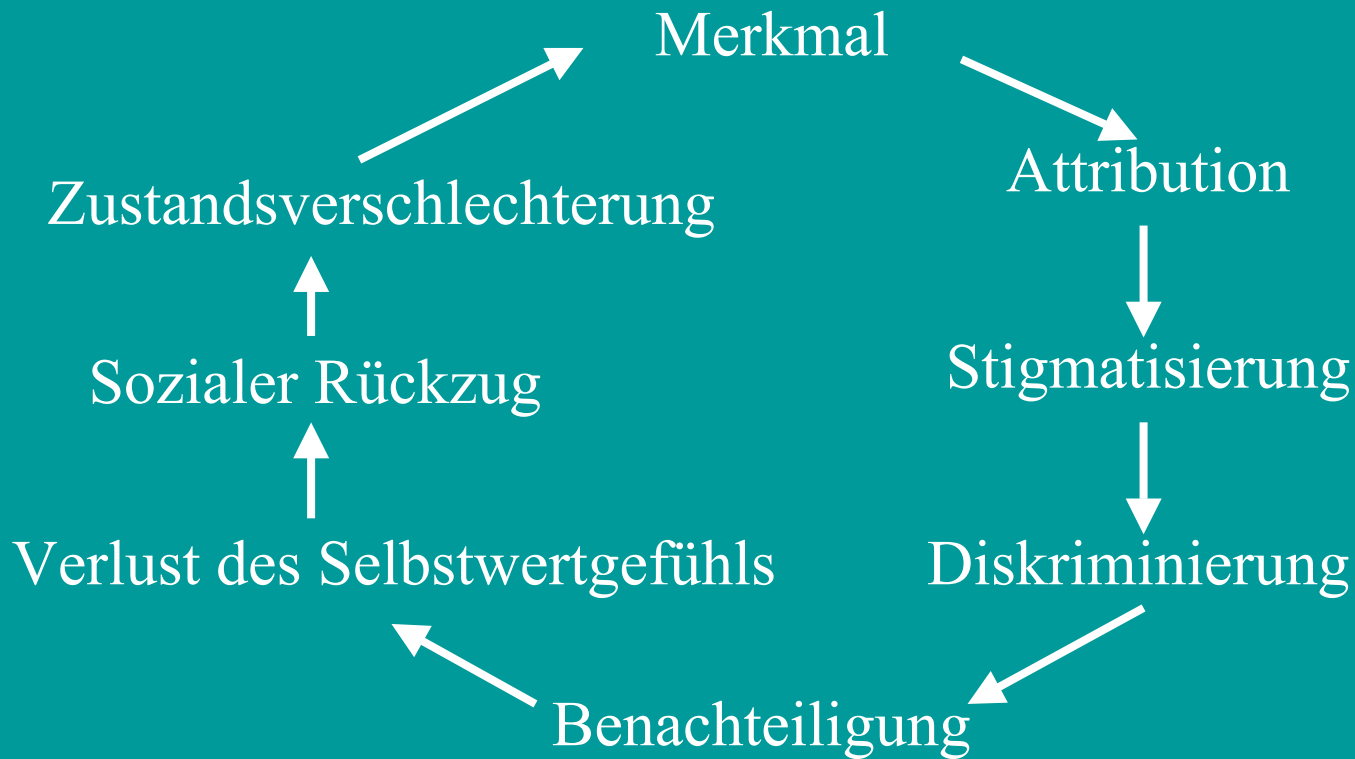 Merkmal
Attribution
Stigmatisierung
Diskriminierung
Benachteiligung
Verlust des Selbstwertgefühls
Sozialer Rückzug
Zustandsverschlechterung